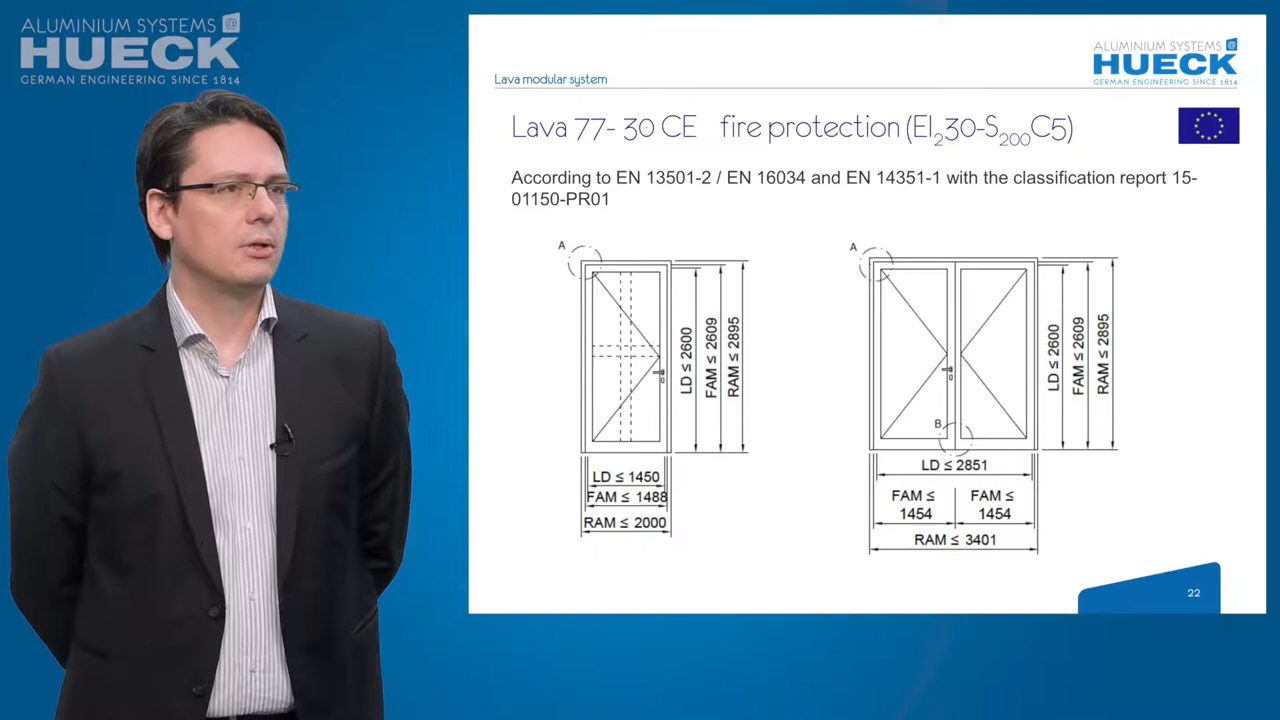 ALUMINIUM SYSTEMS
HUECK
GERMAN ENGINEERING SINCE 1814
Lava modular system
ALUMINIUM SYSTEMS
HUECK
GERMAN ENGINEERING SINCE 1814
Lava 77- 30 CE fire protection (EI₂30-S₂₀₀C5)
According to EN 13501-2 / EN 16034 and EN 14351-1 with the classification report 15-
01150-PR01
A
LD ≤ 2600
FAM ≤ 2609
RAM ≤ 2895
LD ≤ 1450
FAM ≤ 1488
RAM ≤ 2000
A
B
LD ≤ 2600
FAM ≤ 2609
RAM ≤ 2895
LD ≤ 2851
FAM ≤
1454
FAM ≤
1454
RAM ≤ 3401
22